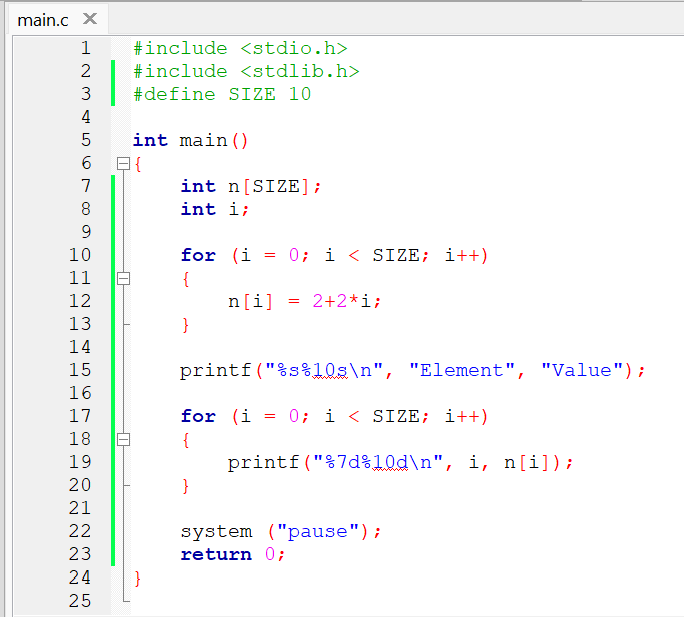 main.c
1 #include <stdio.h>
2 #include <stdlib.h>
3 #define SIZE 10
4
5 int main()
6 {
7     int n[SIZE];
8     int i;
9
10     for (i = 0; i < SIZE; i++)
11     {
12         n[i] = 2+2*i;
13     }
14
15     printf("%s%10s\n", "Element", "Value");
16
17     for (i = 0; i < SIZE; i++)
18     {
19         printf("%7d%10d\n", i, n[i]);
20     }
21
22     system ("pause");
23     return 0;
24 }
25